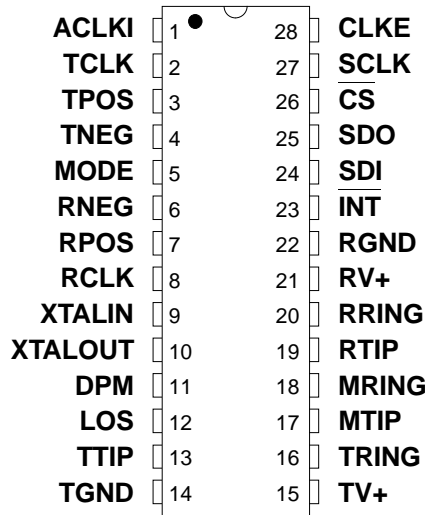 ACLKI 1 28 CLKE
TCLK 2 27 SCLK
TPOS 3 26 CS
TNEG 4 25 SDO
MODE 5 24 SDI
RNEG 6 23 INT
RPOS 7 22 RGND
RCLK 8 21 RV+
XTALIN 9 20 RRING
XTALOUT 10 19 RTIP
DPM 11 18 MRING
LOS 12 17 MTIP
TTIP 13 16 TRING
TGND 14 15 TV+